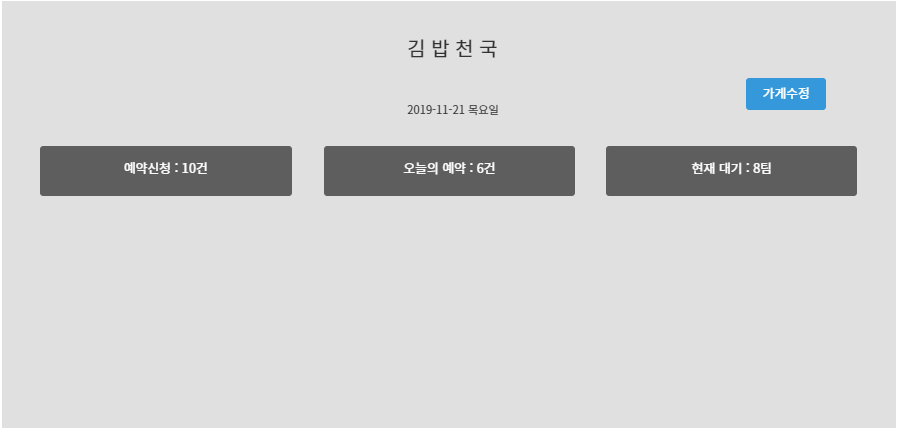 김 밥 천 국
가게수정
2019-11-21 목요일
예약신청 : 10건
오늘의 예약 : 6건
현재 대기 : 8팀